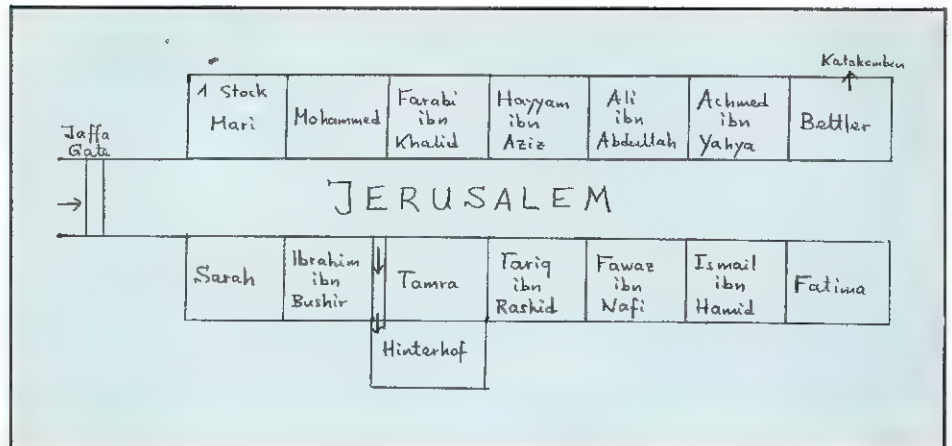 Katakomben
1 Stock
Mari
Mohammed
Farabi
ibn
Khalid
Hayyam
ibn
Aziz
Ali
ibn
Abdullah
Achmed
ibn
Yahya
Bettler
Jaffa
Gate
JERUSALEM
Sarah
Ibrahim
ibn
Bushir
Tamra
Tariq
ibn
Rashid
Fawaz
ibn
Nafi
Ismail
ibn
Hamid
Fatima
Hinterhof